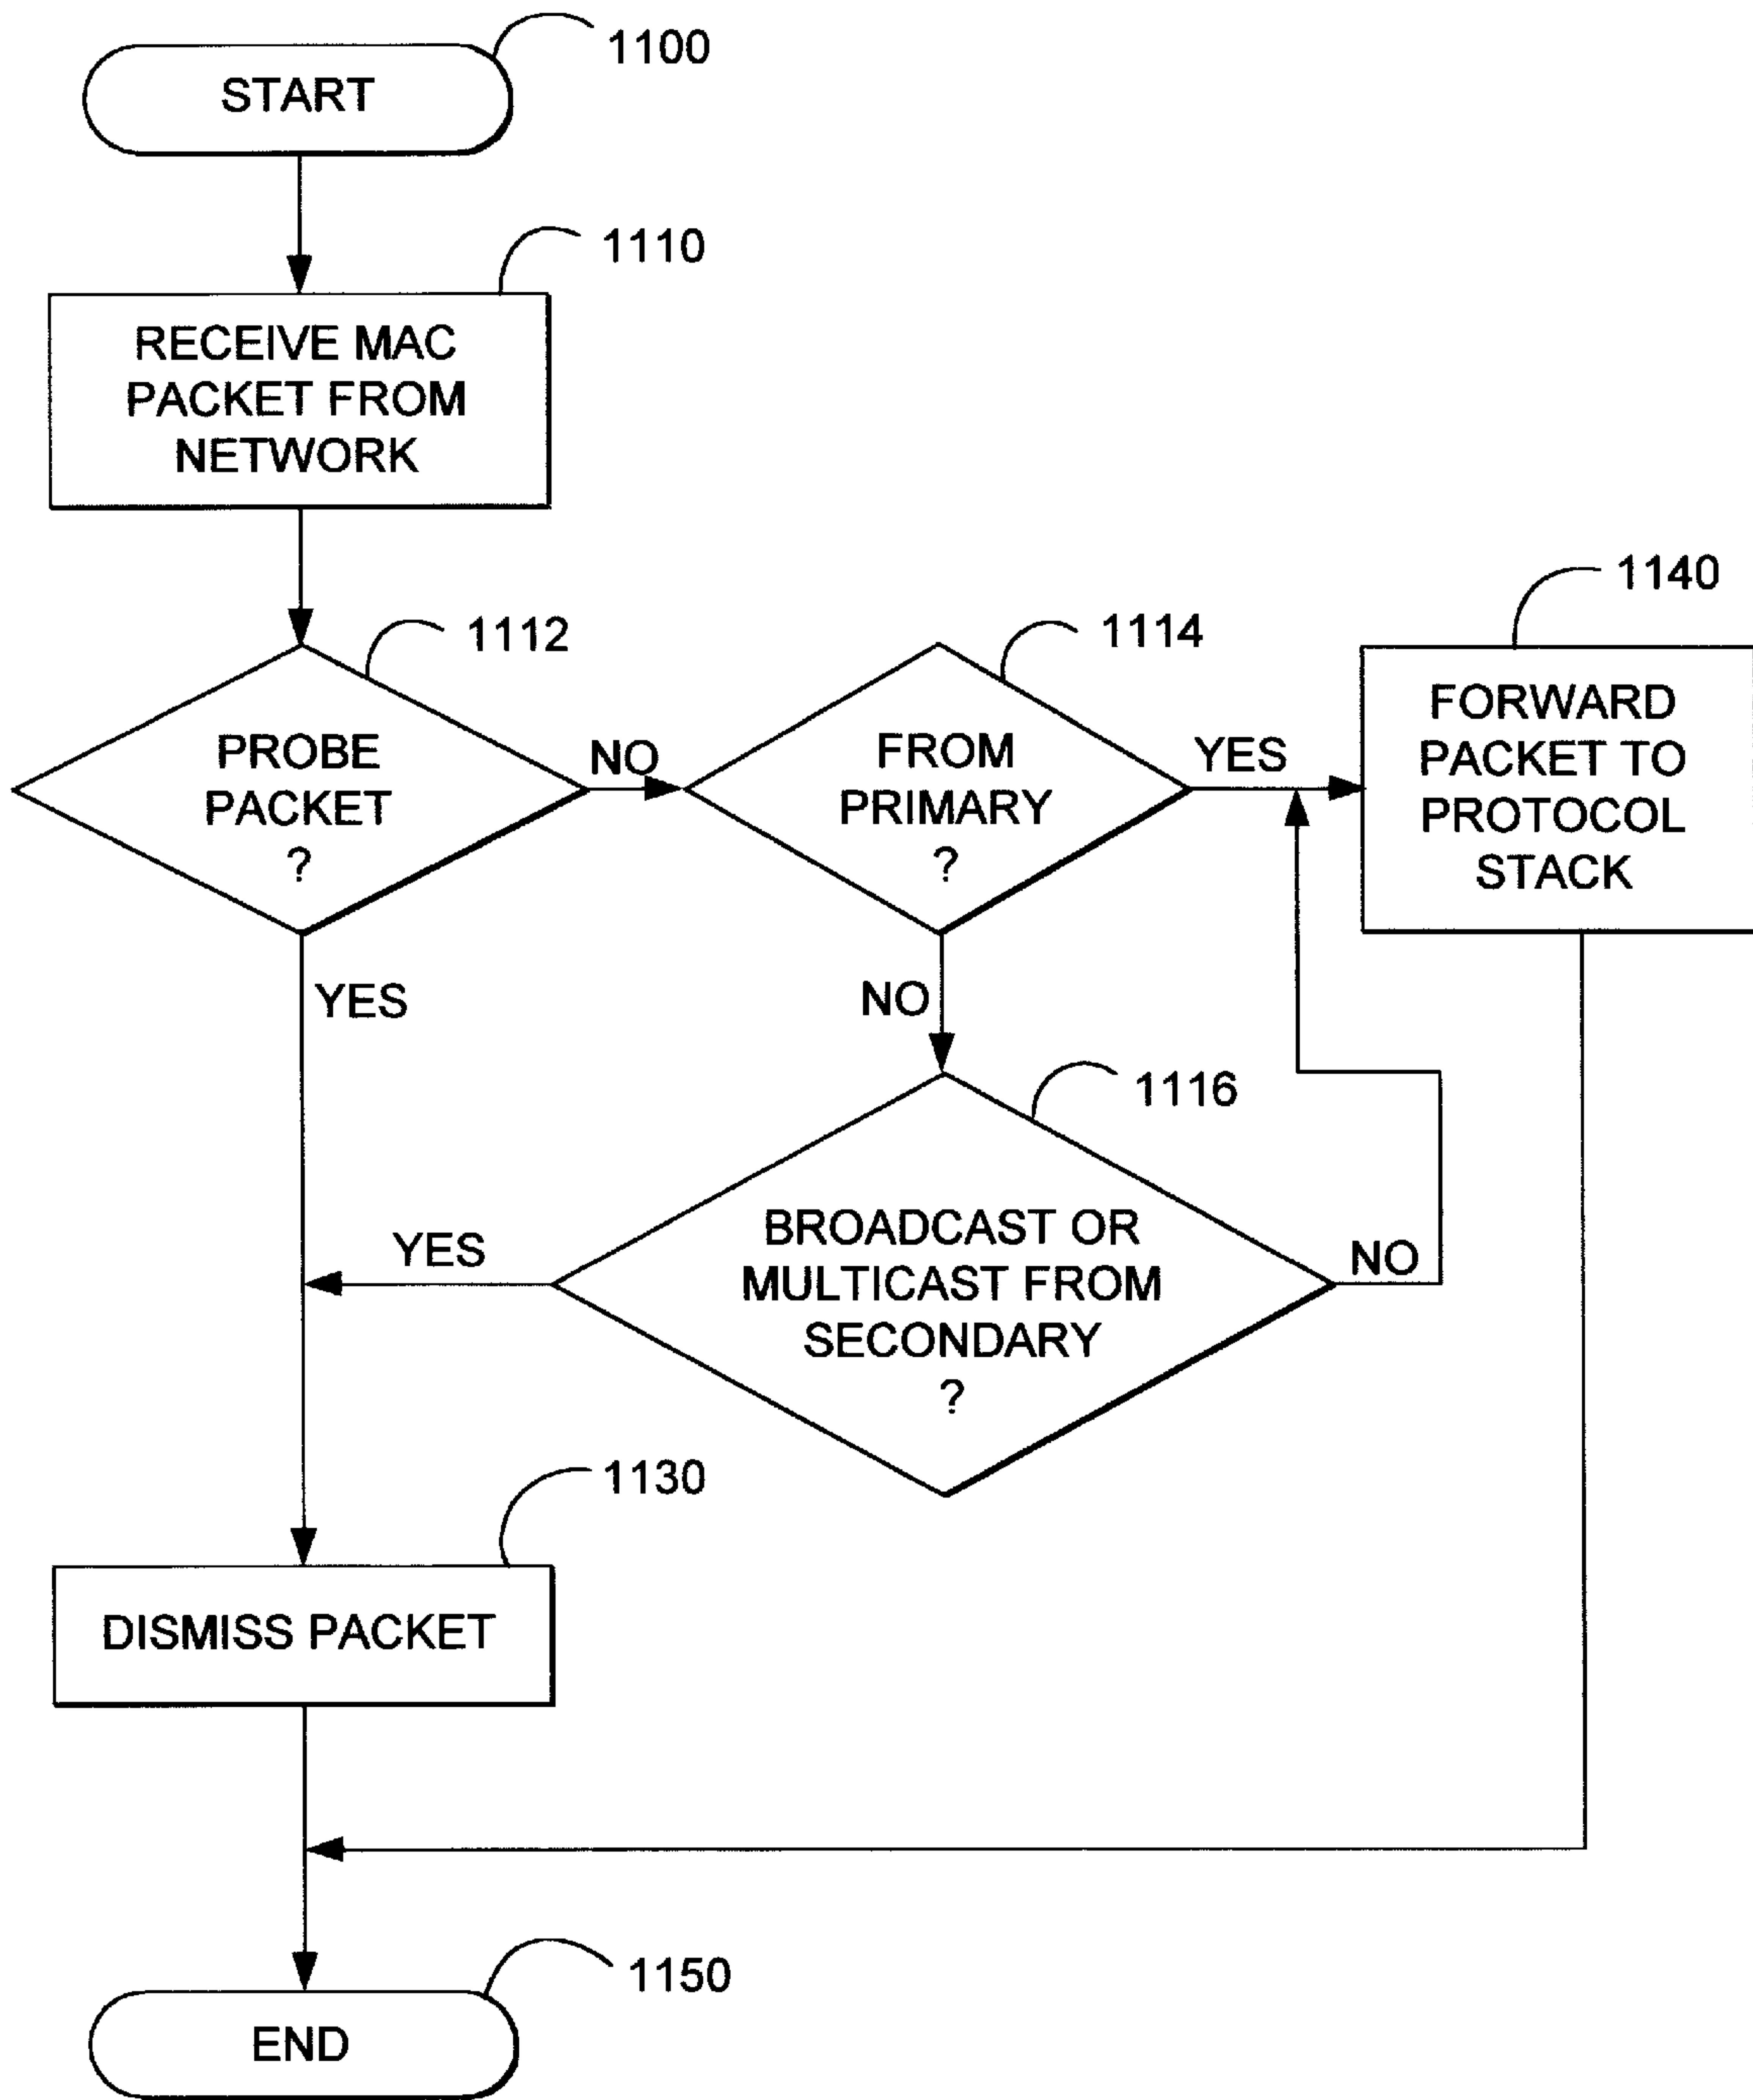 1100
START
1110
RECEIVE MAC
PACKET FROM
NETWORK
1112
PROBE
PACKET
?
NO
YES
1114
FROM
PRIMARY
?
YES
NO
1140
FORWARD
PACKET TO
PROTOCOL
STACK
1116
BROADCAST OR
MULTICAST FROM
SECONDARY
?
YES
NO
1130
DISMISS PACKET
1150
END